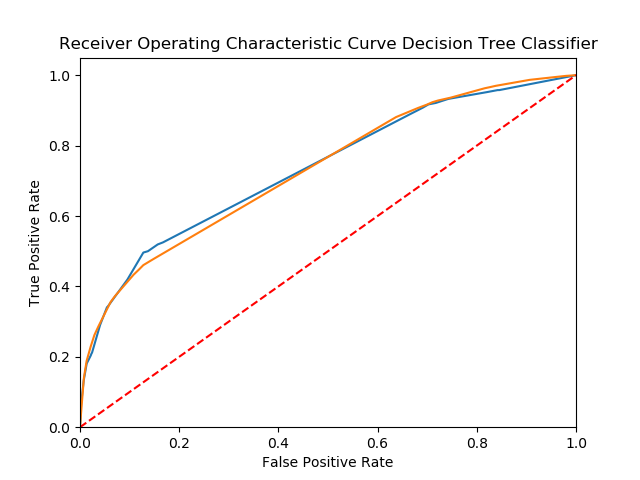 Receiver Operating Characteristic Curve Decision Tree Classifier
1.0
0.8
0.6
0.4
0.2
0.0
True Positive Rate
0.0 0.2 0.4 0.6 0.8 1.0
False Positive Rate